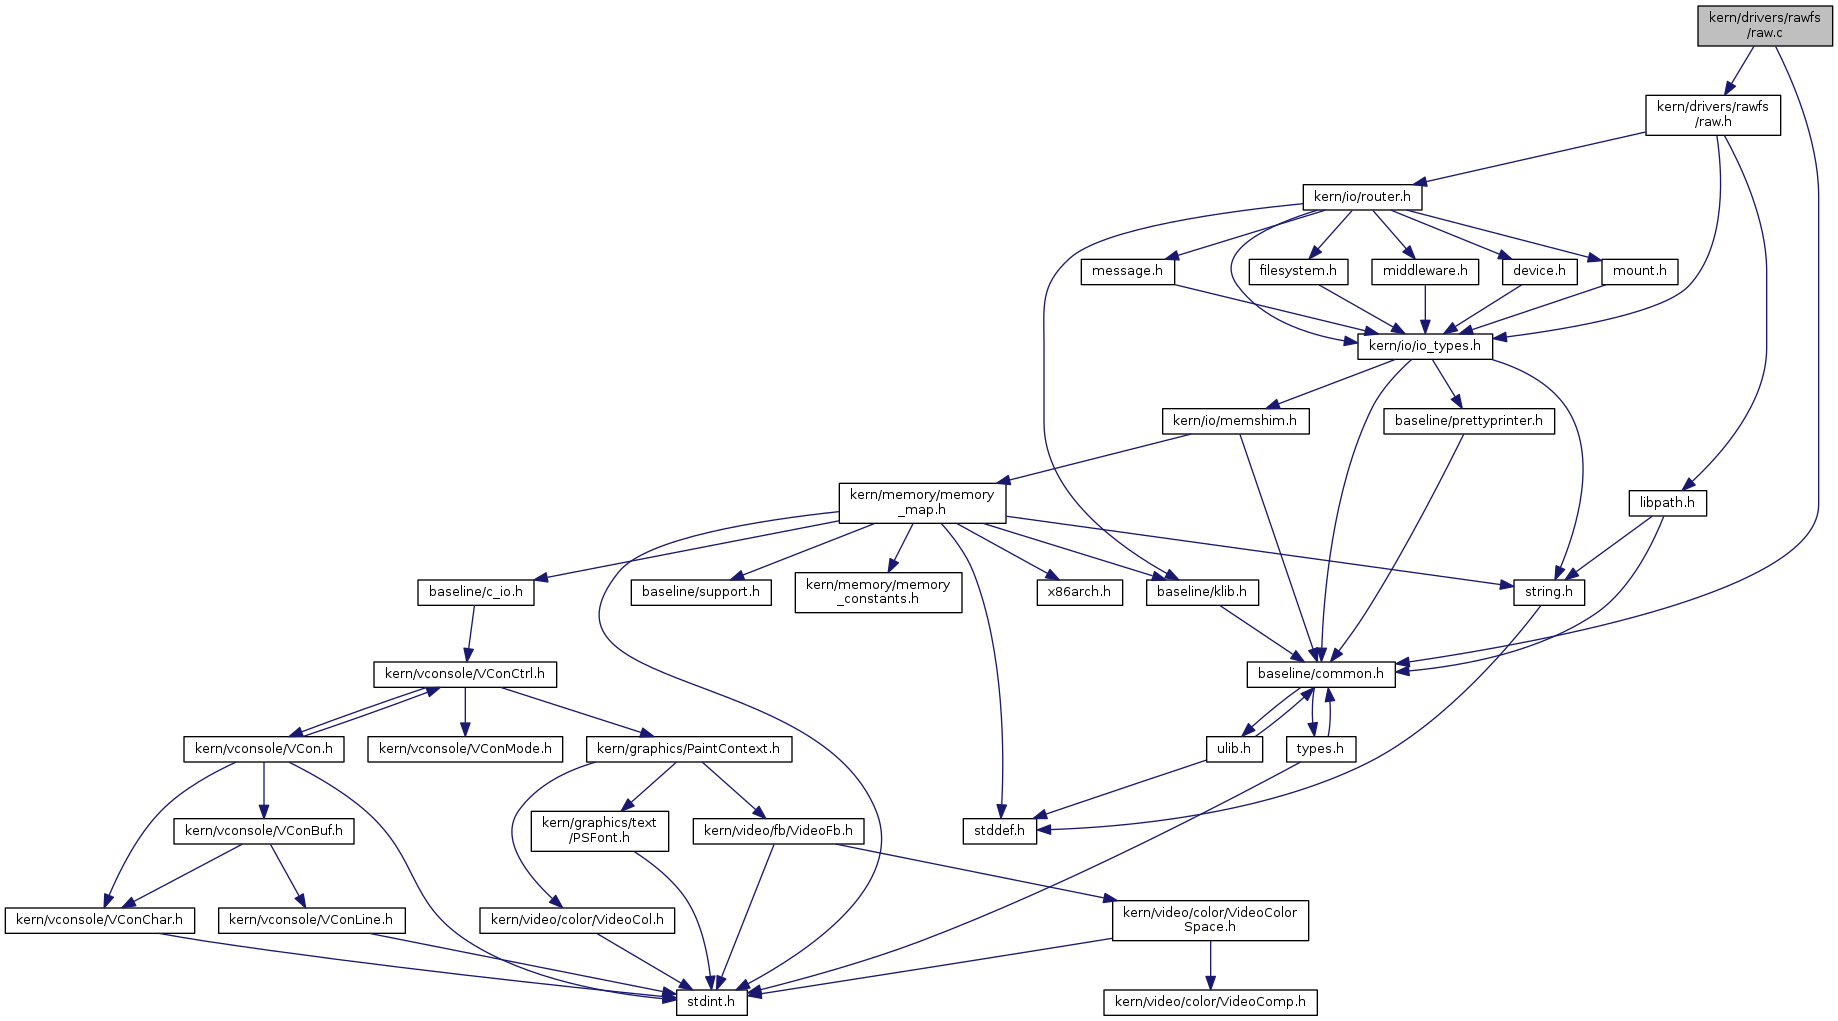 kern/drivers/rawfs
/raw.c
kern/drivers/rawfs
/raw.h
kern/io/router.h
message.h
filesystem.h
middleware.h
device.h
mount.h
kern/io/io_types.h
kern/io/memshim.h
baseline/prettyprinter.h
kern/memory/memory
_map.h
libpath.h
baseline/c_io.h
baseline/support.h
kern/memory/memory
_constants.h
x86arch.h
baseline/klib.h
string.h
kern/vconsole/VConCtrl.h
baseline/common.h
kern/vconsole/VCon.h
kern/vconsole/VConMode.h
kern/graphics/PaintContext.h
ulib.h
types.h
kern/vconsole/VConBuf.h
kern/graphics/text
/PSFont.h
kern/video/fb/VideoFb.h
stddef.h
kern/vconsole/VConChar.h
kern/vconsole/VConLine.h
kern/video/color/VideoCol.h
kern/video/color/VideoColor
Space.h
stdint.h
kern/video/color/VideoComp.h